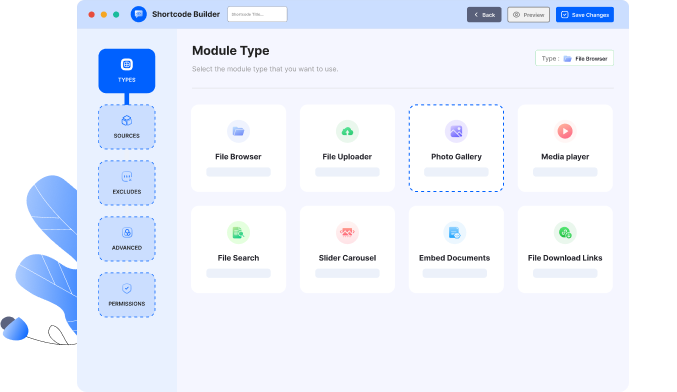 Shortcode Builder
Shortcode Title...
Back
Preview
Save Changes
TYPES
SOURCES
EXCLUDES
ADVANCED
PERMISSIONS
Module Type
Select the module type that you want to use.
Type : File Browser
File Browser
File Uploader
Photo Gallery
Media player
File Search
Slider Carousel
Embed Documents
File Download Links